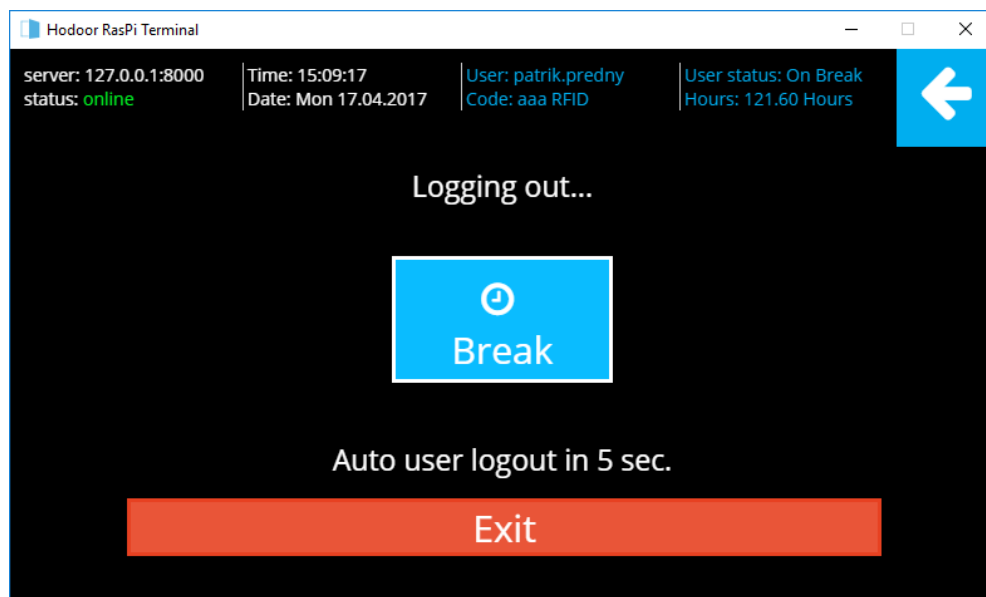 Hodoor RasPi Terminal
server: 127.0.0.1:8000
status: online
Time: 15:09:17
Date: Mon 17.04.2017
User: patrik.predny
Code: aaa RFID
User status: On Break
Hours: 121.60 Hours
Logging out...
Break
Auto user logout in 5 sec.
Exit